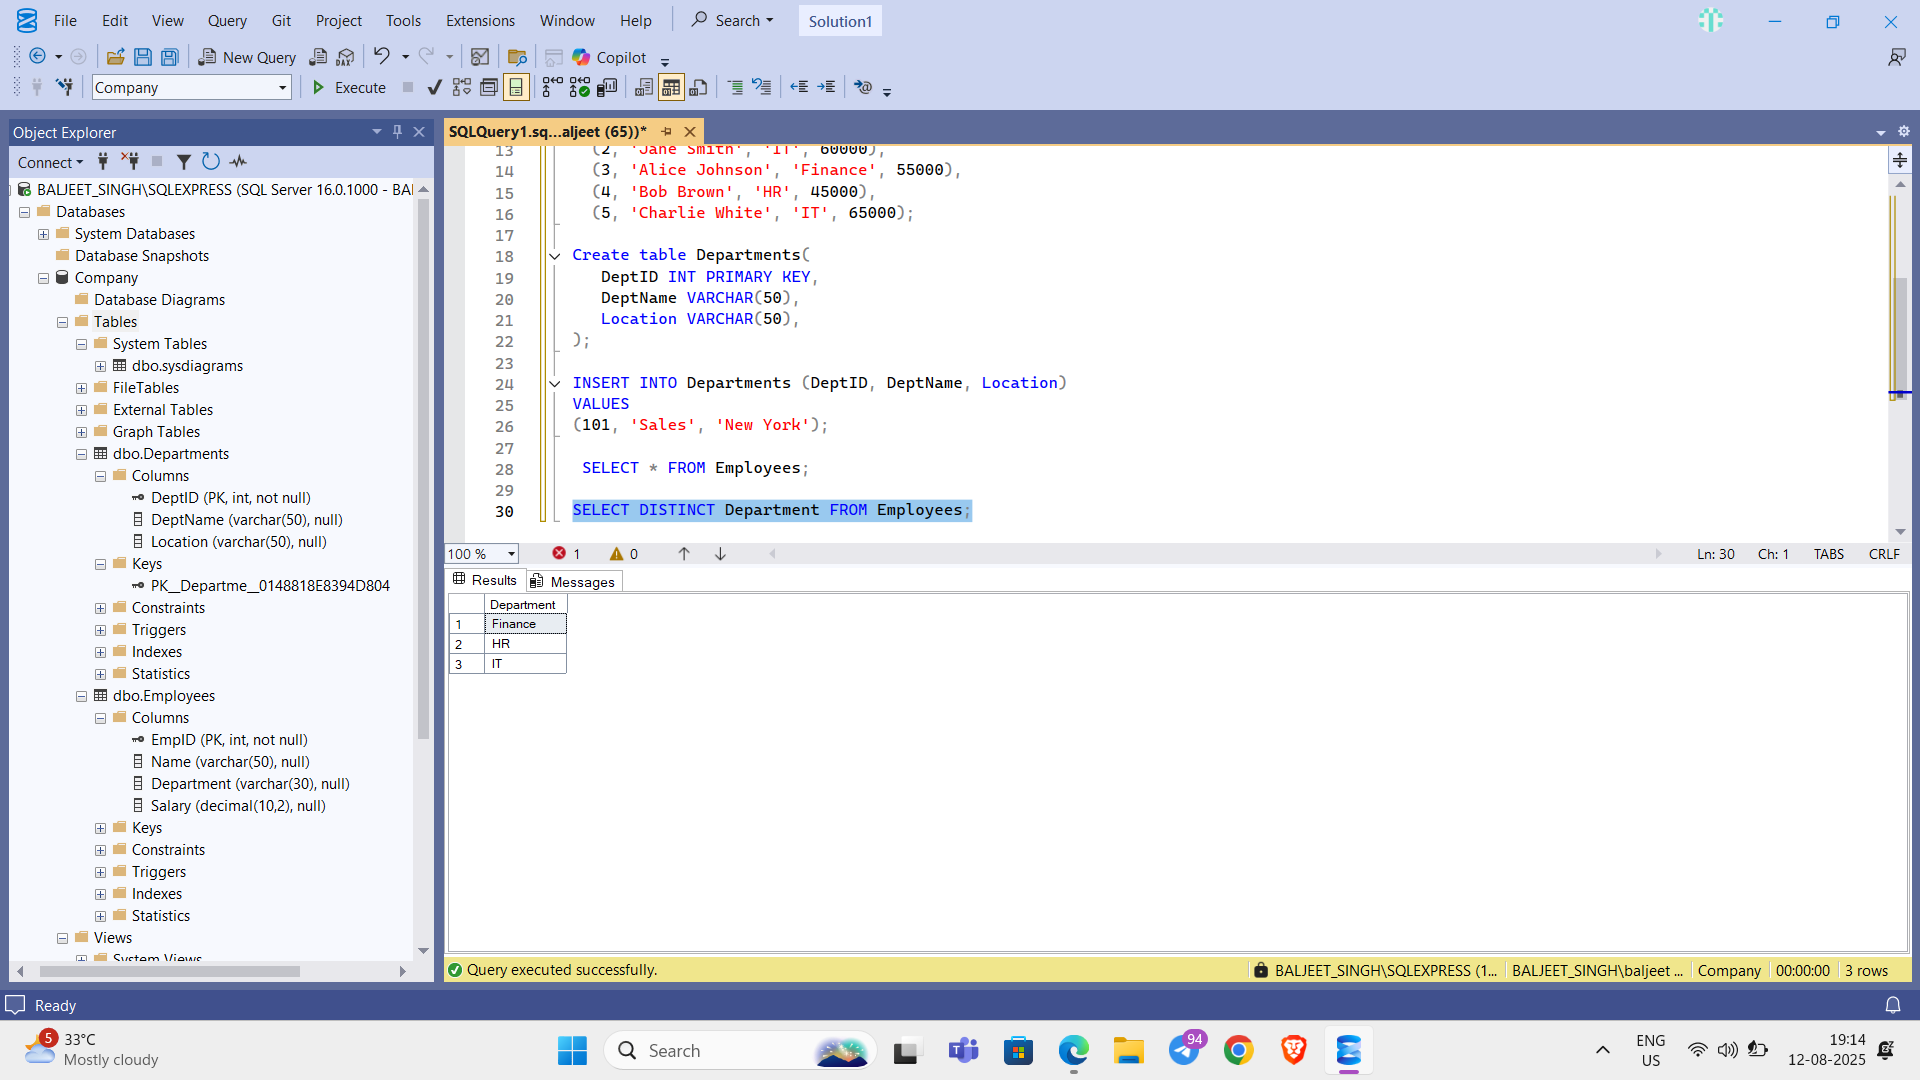 File Edit View Query Git Project Tools Extensions Window Help Search Solution1
New Query DAX Copilot
Company Execute
Object Explorer
Connect
BALJEET_SINGH\SQLEXPRESS (SQL Server 16.0.1000 - BA
Databases
System Databases
Database Snapshots
Company
Database Diagrams
Tables
System Tables
dbo.sysdiagrams
FileTables
External Tables
Graph Tables
dbo.Departments
Columns
DeptID (PK, int, not null)
DeptName (varchar(50), null)
Location (varchar(50), null)
Keys
PK__Departme__0148818E8394D804
Constraints
Triggers
Indexes
Statistics
dbo.Employees
Columns
EmpID (PK, int, not null)
Name (varchar(50), null)
Department (varchar(30), null)
Salary (decimal(10,2), null)
Keys
Constraints
Triggers
Indexes
Statistics
Views
System Views
SQLQuery1.sq...aljeet (65))*
13 (2, 'Jane Smith', 'IT', 60000),
14 (3, 'Alice Johnson', 'Finance', 55000),
15 (4, 'Bob Brown', 'HR', 45000),
16 (5, 'Charlie White', 'IT', 65000);
17
18 Create table Departments(
19 DeptID INT PRIMARY KEY,
20 DeptName VARCHAR(50),
21 Location VARCHAR(50),
22 );
23
24 INSERT INTO Departments (DeptID, DeptName, Location)
25 VALUES
26 (101, 'Sales', 'New York');
27
28 SELECT * FROM Employees;
29
30 SELECT DISTINCT Department FROM Employees;
100 % 1 0 Ln: 30 Ch: 1 TABS CRLF
Results Messages
Department
1 Finance
2 HR
3 IT
Query executed successfully. BALJEET_SINGH\SQLEXPRESS (1... BALJEET_SINGH\baljeet ... Company 00:00:00 3 rows
Ready
5 33°C
Mostly cloudy
Search
94
ENG
US
19:14
12-08-2025